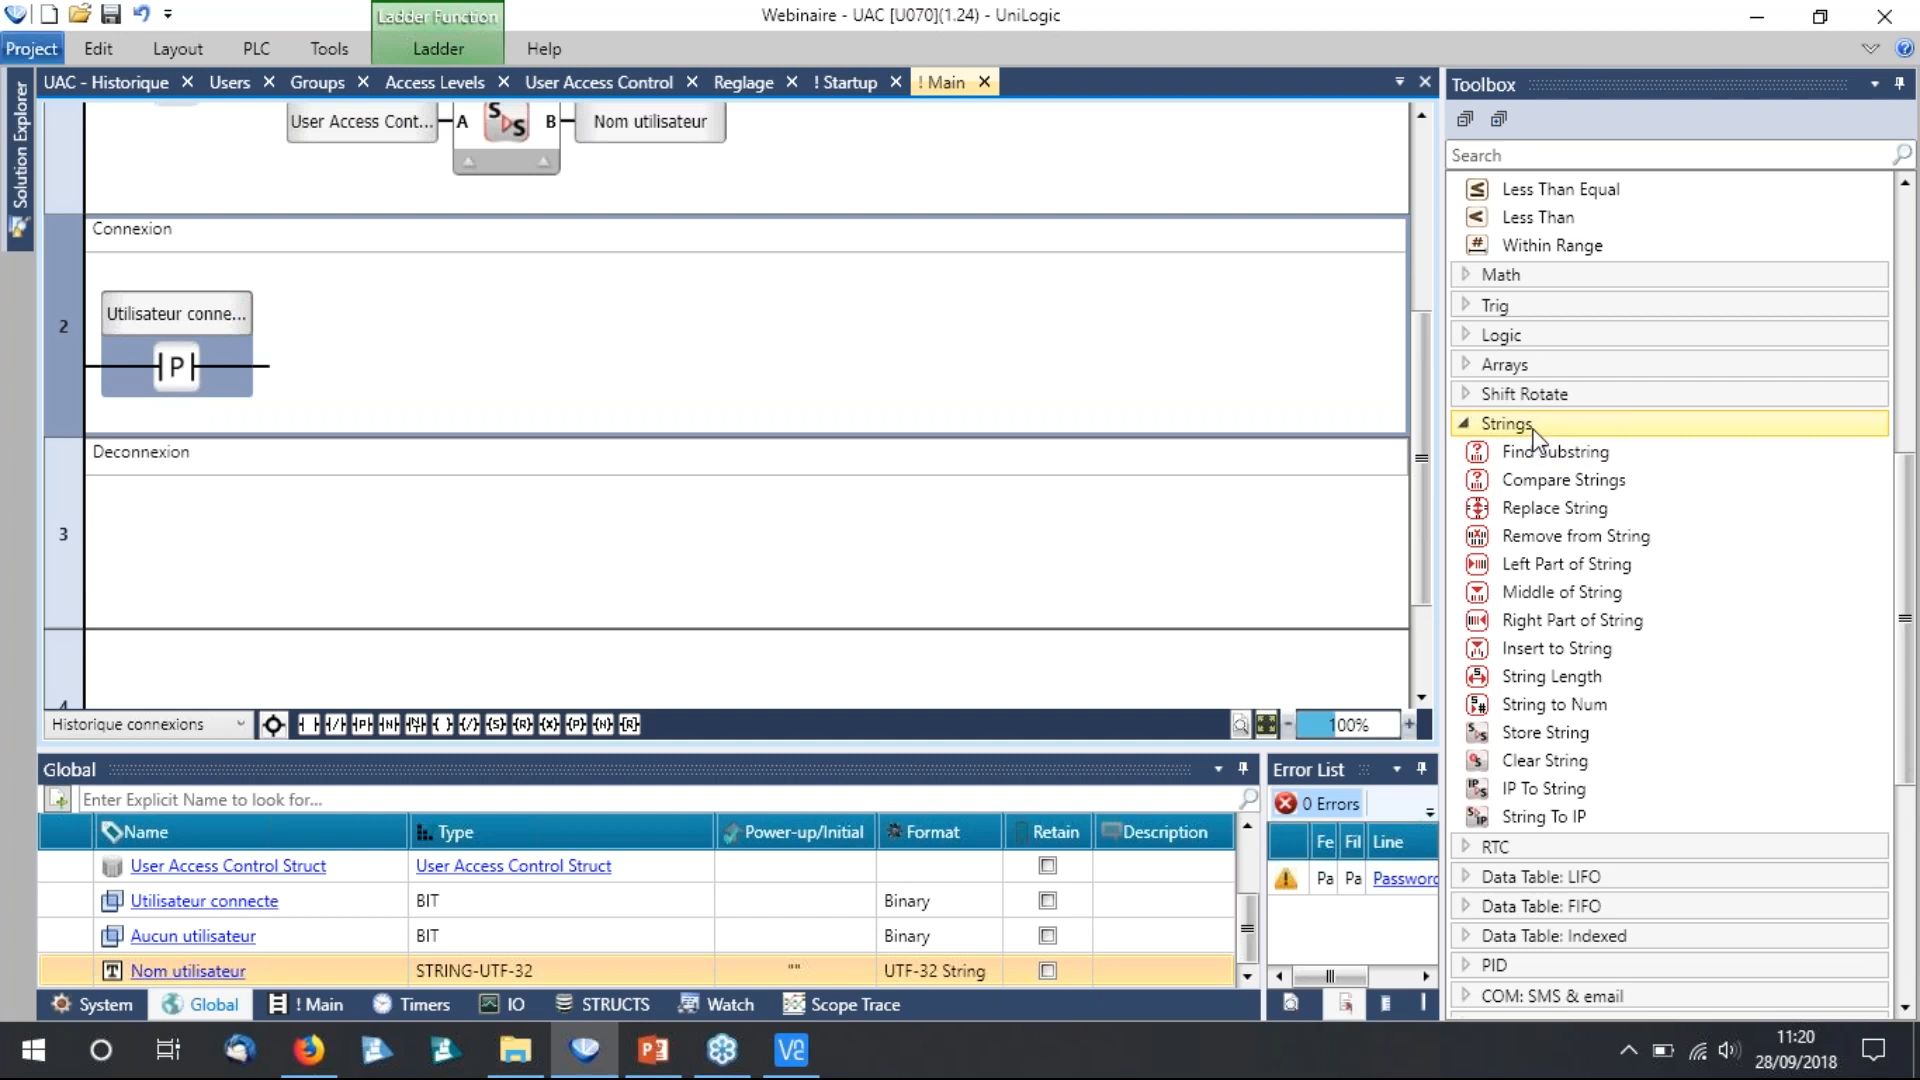 Ladder Function
Webinaire - UAC [U070](1.24) - UniLogic
Project Edit Layout PLC Tools Ladder Help
Solution Explorer
UAC - Historique Users Groups Access Levels User Access Control Reglage ! Startup ! Main
User Access Cont... A S S B Nom utilisateur
Connexion
2
Utilisateur conne...
P
Deconnexion
3
4
Historique connexions
100%
Global
Enter Explicit Name to look for...
Name Type Power-up/Initial Format Retain Description
User Access Control Struct User Access Control Struct
Utilisateur connecte BIT Binary
Aucun utilisateur BIT Binary
Nom utilisateur STRING-UTF-32 "" UTF-32 String
System Global ! Main Timers IO STRUCTS Watch Scope Trace
Error List
0 Errors
Fe Fil Line
Pa Pa Password
Toolbox
Search
Less Than Equal
Less Than
Within Range
Math
Trig
Logic
Arrays
Shift Rotate
Strings
Find Substring
Compare Strings
Replace String
Remove from String
Left Part of String
Middle of String
Right Part of String
Insert to String
String Length
String to Num
Store String
Clear String
IP To String
String To IP
RTC
Data Table: LIFO
Data Table: FIFO
Data Table: Indexed
PID
COM: SMS & email
11:20
28/09/2018